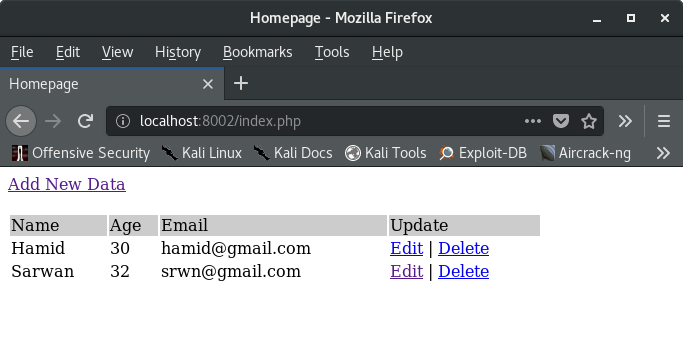 Homepage - Mozilla Firefox
File Edit View History Bookmarks Tools Help
Homepage
localhost:8002/index.php
Offensive Security Kali Linux Kali Docs Kali Tools Exploit-DB Aircrack-ng
Add New Data
Name Age Email Update
Hamid 30 hamid@gmail.com Edit | Delete
Sarwan 32 srwn@gmail.com Edit | Delete